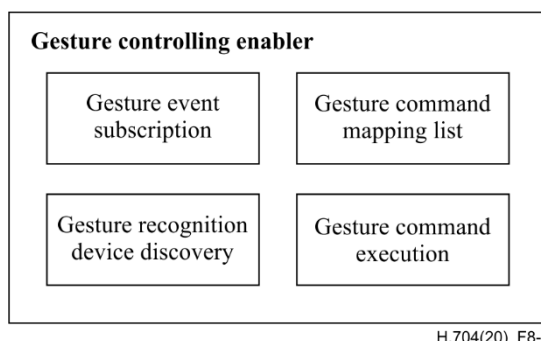 Gesture controlling enabler
Gesture event
subscription
Gesture command
mapping list
Gesture recognition
device discovery
Gesture command
execution
H.704(20)_F8-